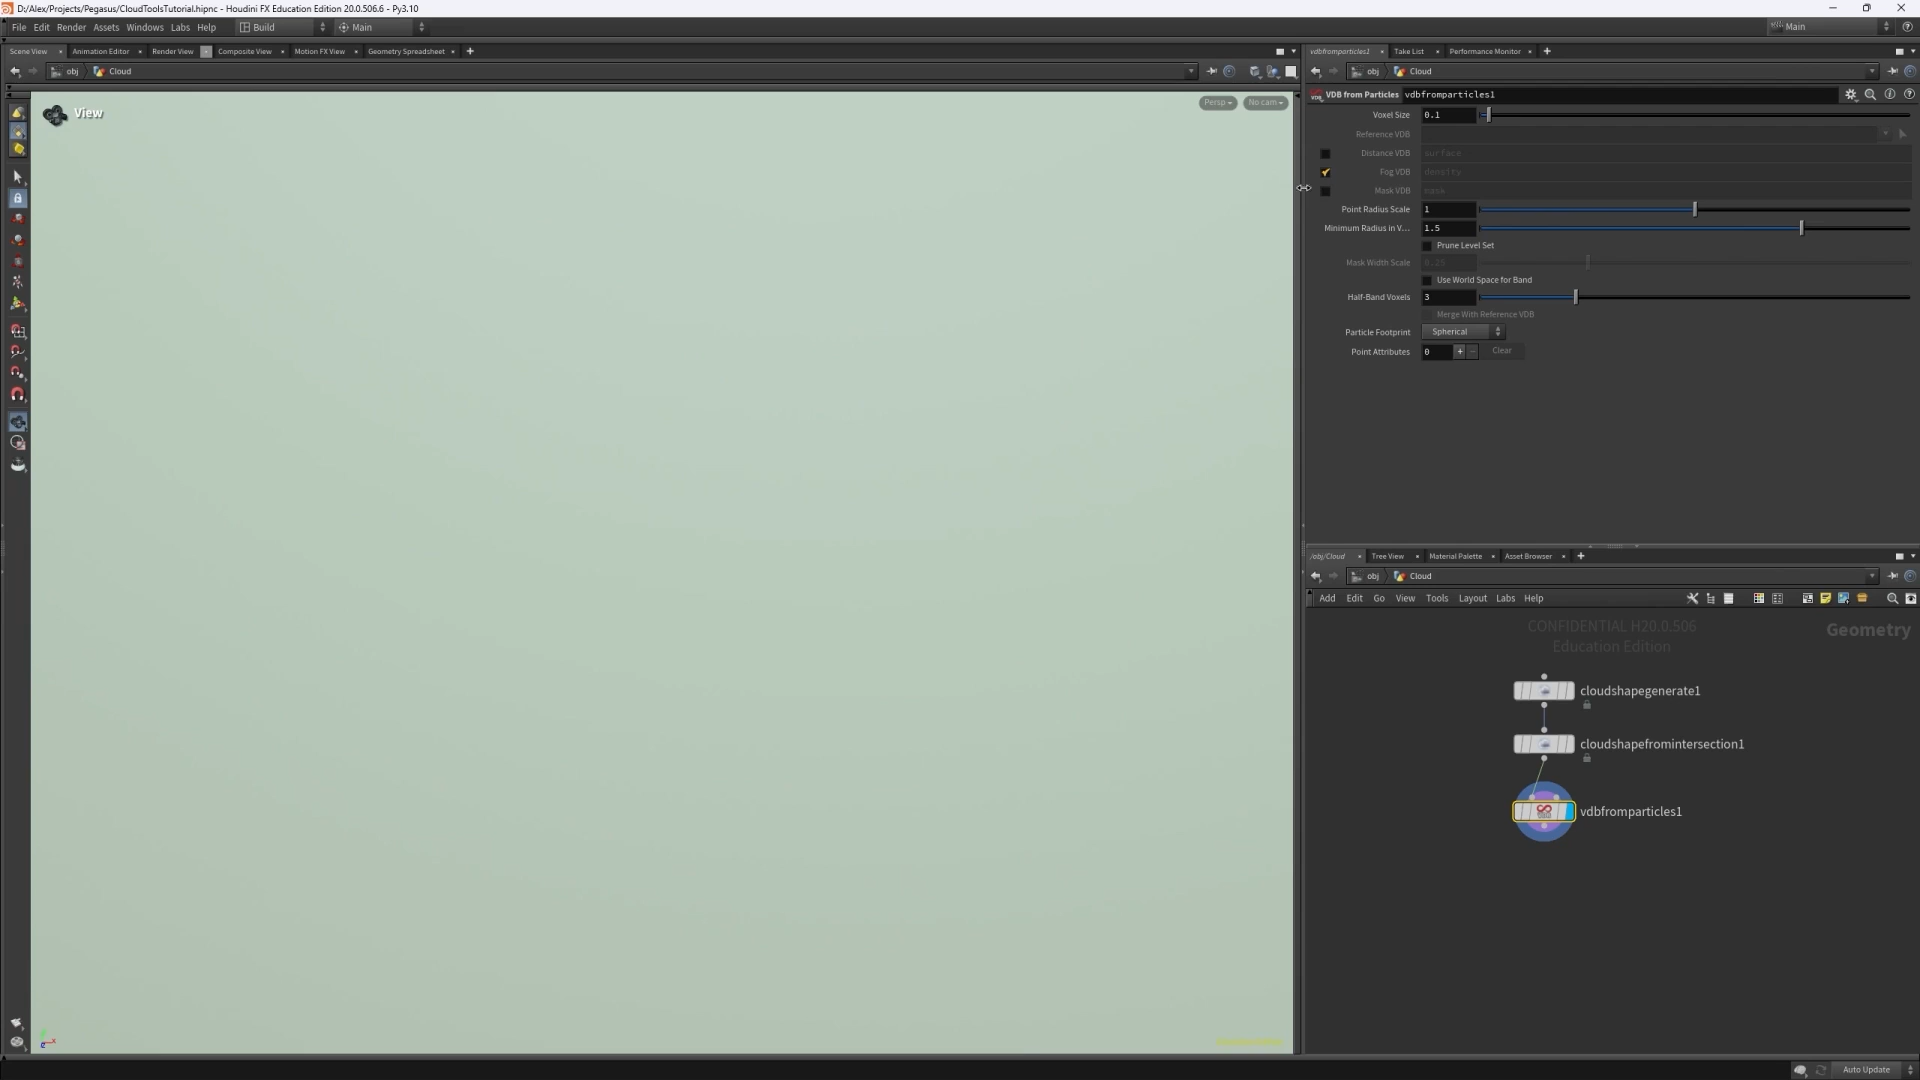 D:/Alex/Projects/Pegasus/CloudToolsTutorial.hipnc - Houdini FX Education Edition 20.0.506.6 - Py3.10
File Edit Render Assets Windows Labs Help Build Main Main
Scene View Animation Editor Render View Composite View Motion FX View Geometry Spreadsheet
obj Cloud
View
Persp No cam
vdbfromparticles1 Take List Performance Monitor
obj Cloud
VDB from Particles vdbfromparticles1
Voxel Size 0.1
Reference VDB
Distance VDB surface
Fog VDB density
Mask VDB mask
Point Radius Scale 1
Minimum Radius in V... 1.5
Prune Level Set
Mask Width Scale 0.25
Use World Space for Band
Half-Band Voxels 3
Merge With Reference VDB
Particle Footprint Spherical
Point Attributes 0 + - Clear
/obj/Cloud Tree View Material Palette Asset Browser
obj Cloud
Add Edit Go View Tools Layout Labs Help
CONFIDENTIAL H20.0.506
Education Edition
Geometry
cloudshapegenerate1
cloudshapefromintersection1
vdbfromparticles1
Auto Update